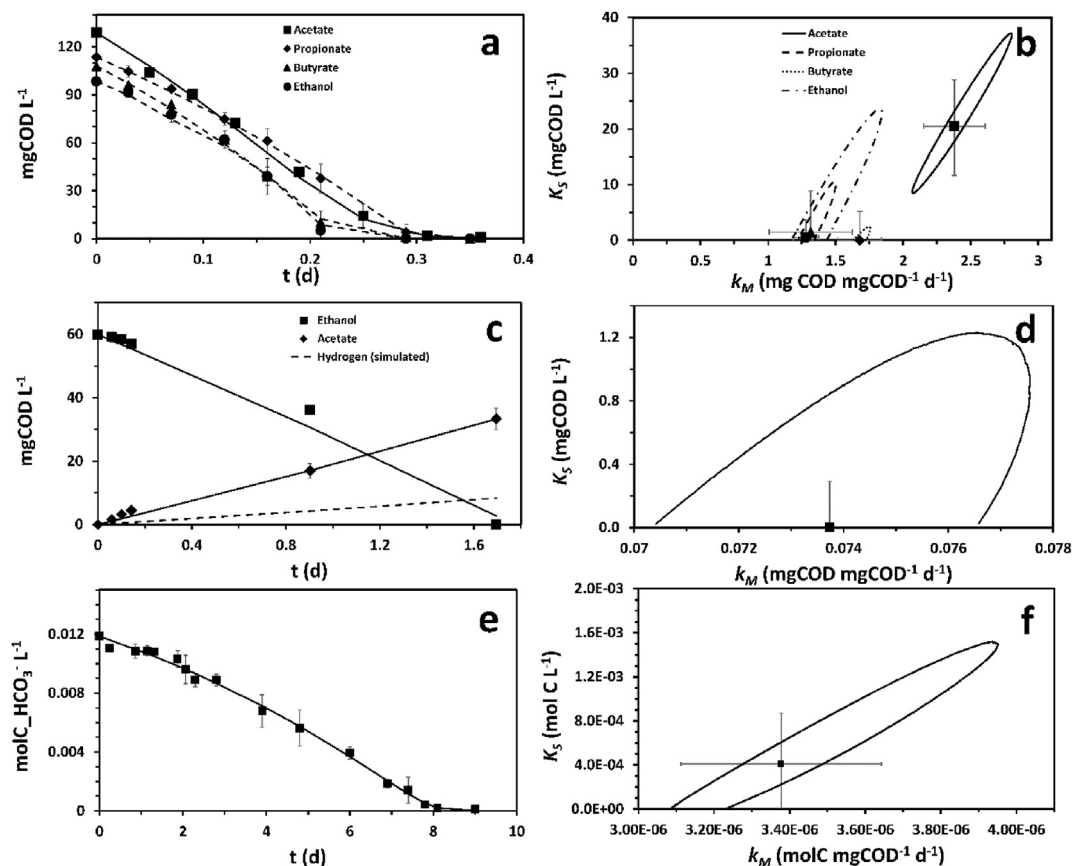 a
Acetate
Propionate
Butyrate
Ethanol
mgCOD L-1
120
90
60
30
0
0 0.1 0.2 0.3 0.4
t (d)
b
Acetate
Propionate
Butyrate
Ethanol
KS (mgCOD L-1)
40
30
20
10
0
0 0.5 1 1.5 2 2.5 3
kM (mg COD mgCOD-1 d-1)
c
Ethanol
Acetate
Hydrogen (simulated)
mgCOD L-1
60
40
20
0
0 0.4 0.8 1.2 1.6
t (d)
d
KS (mgCOD L-1)
1.2
0.8
0.4
0.0
0.07 0.072 0.074 0.076 0.078
kM (mgCOD mgCOD-1 d-1)
e
molC_HCO3- L-1
0.012
0.008
0.004
0
0 2 4 6 8 10
t (d)
f
KS (mol C L-1)
2.0E-03
1.6E-03
1.2E-03
8.0E-04
4.0E-04
0.0E+00
3.00E-06 3.20E-06 3.40E-06 3.60E-06 3.80E-06 4.00E-06
kM (molC mgCOD-1 d-1)